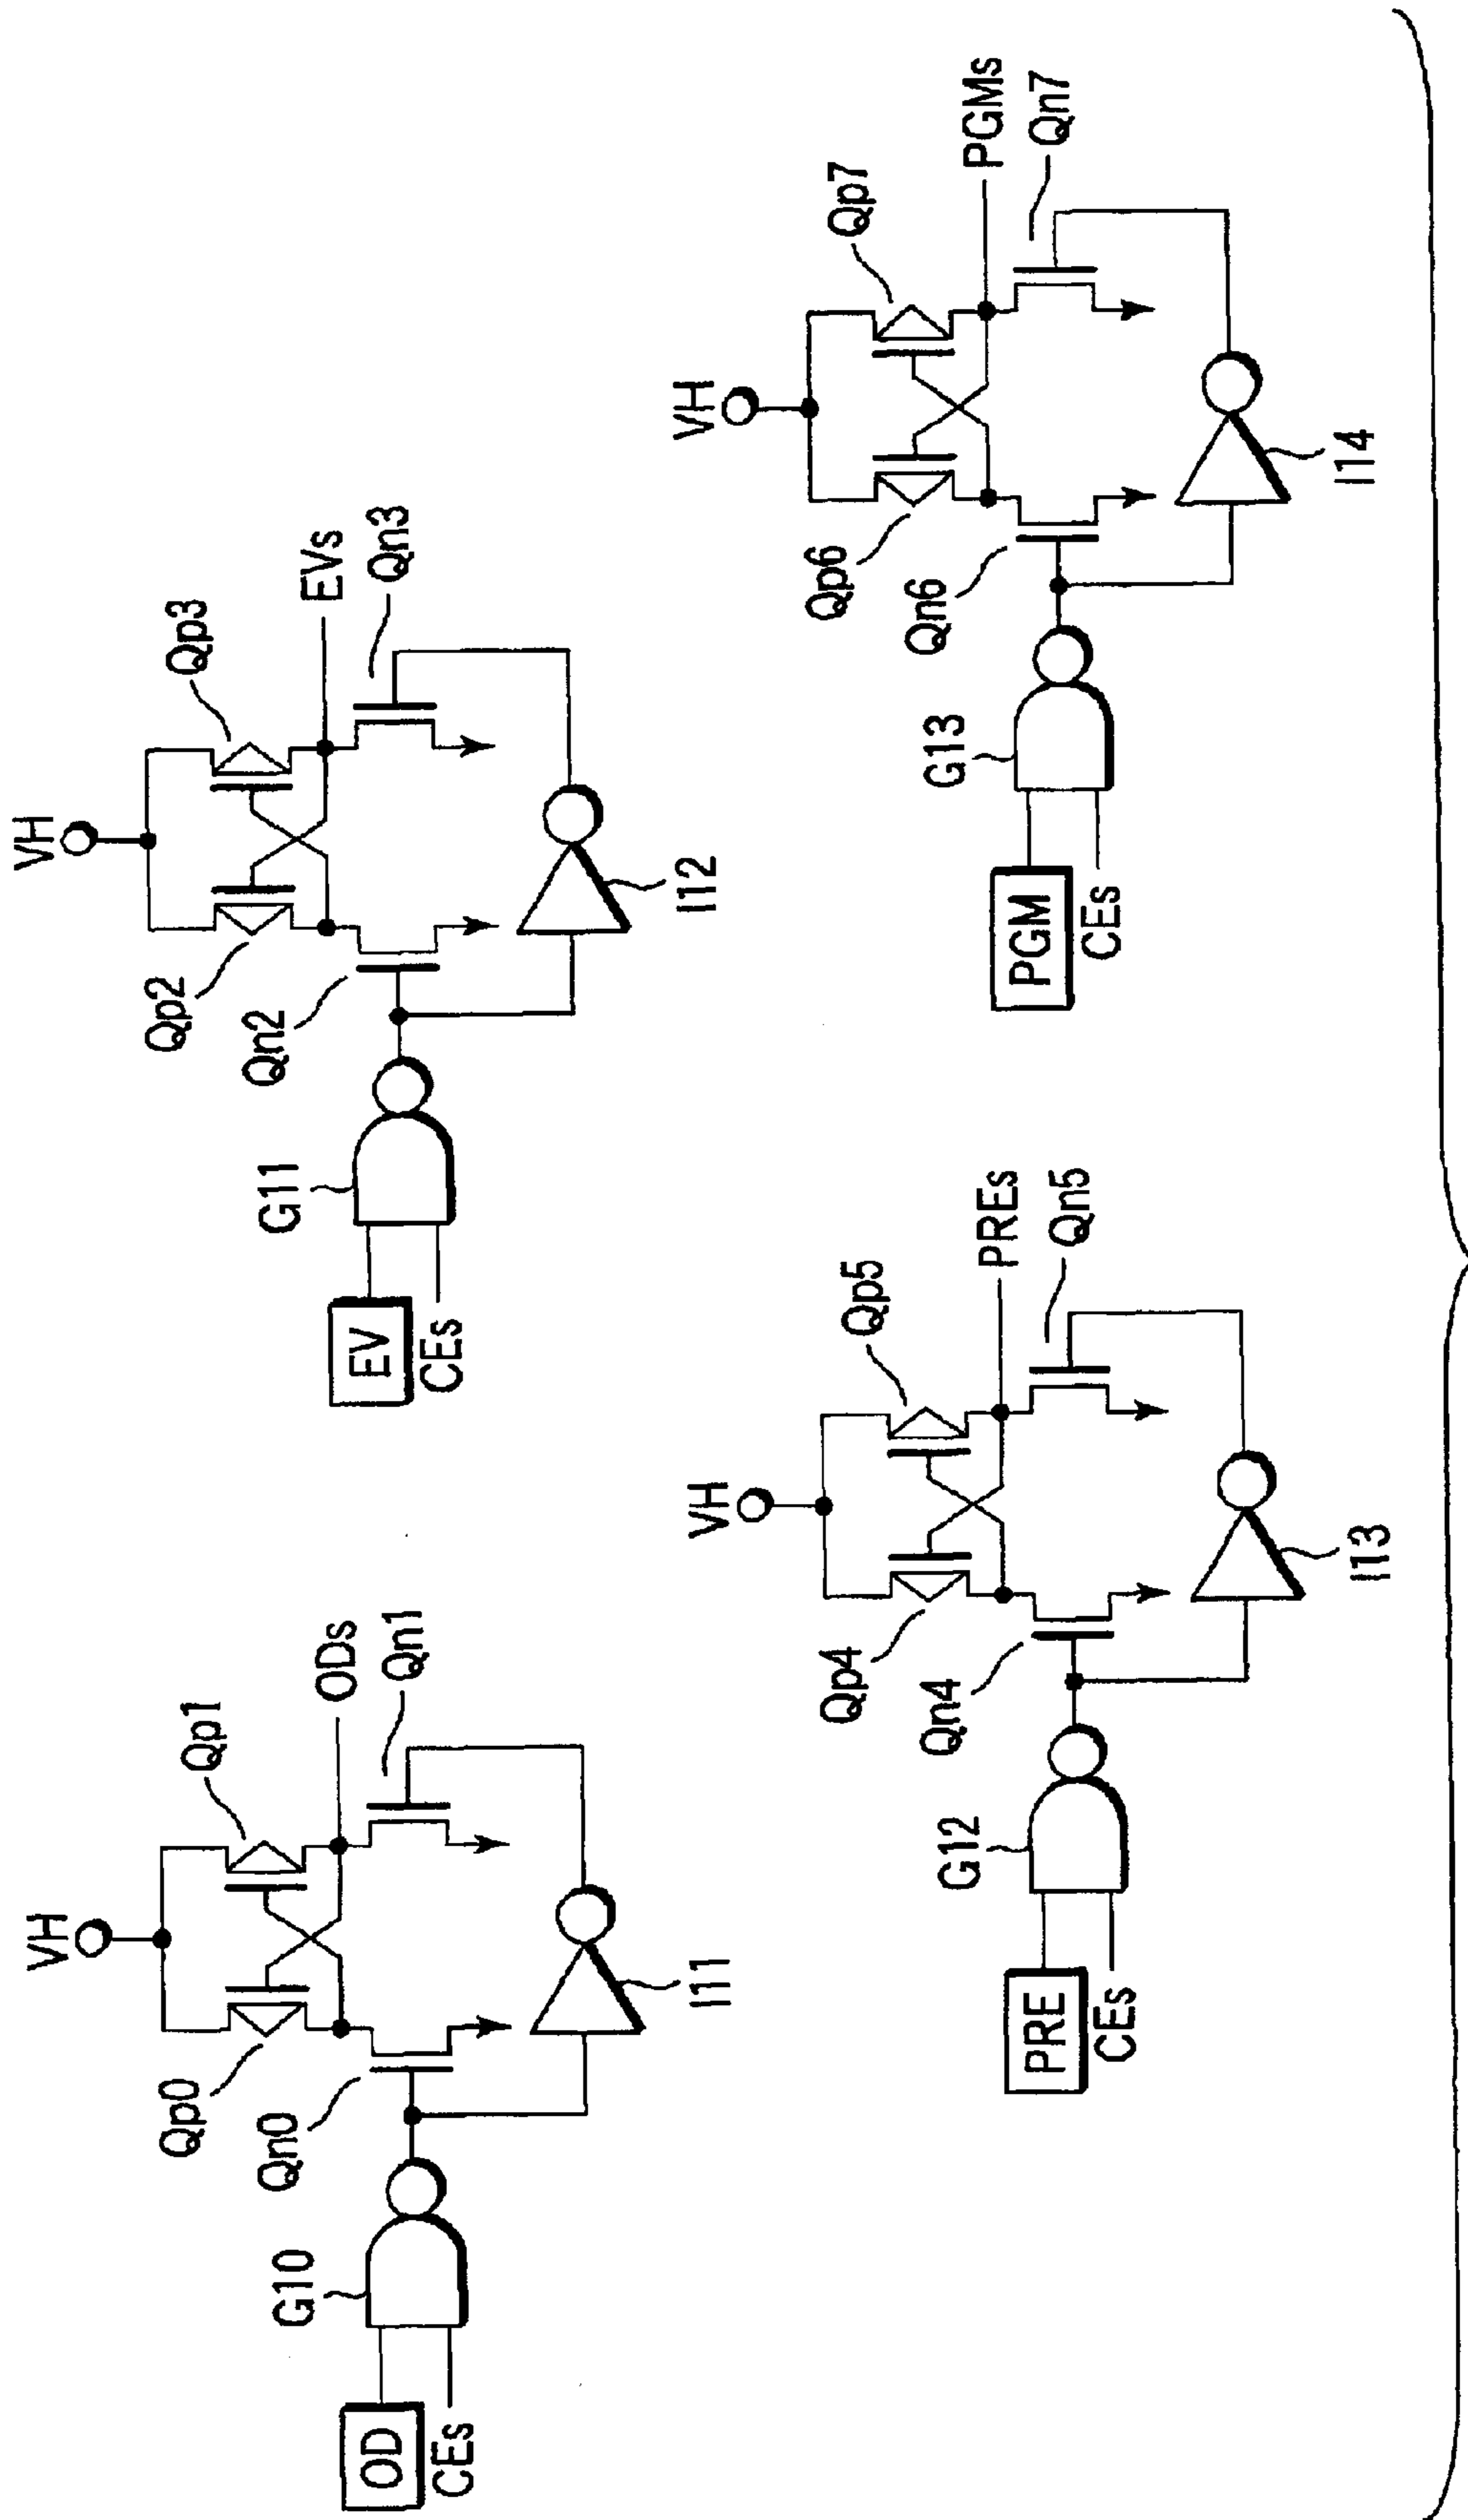 VH
Qp0
Qp1
ODs
Qn0
Qn1
G10
OD
CEs
I11
VH
Qp2
Qp3
EVs
Qn2
Qn3
G11
EV
CEs
I12
VH
Qp4
Qp5
PREs
Qn4
Qn5
G12
PRE
CEs
I13
VH
Qp6
Qp7
PGMs
Qn6
Qn7
G13
PGM
CEs
I14